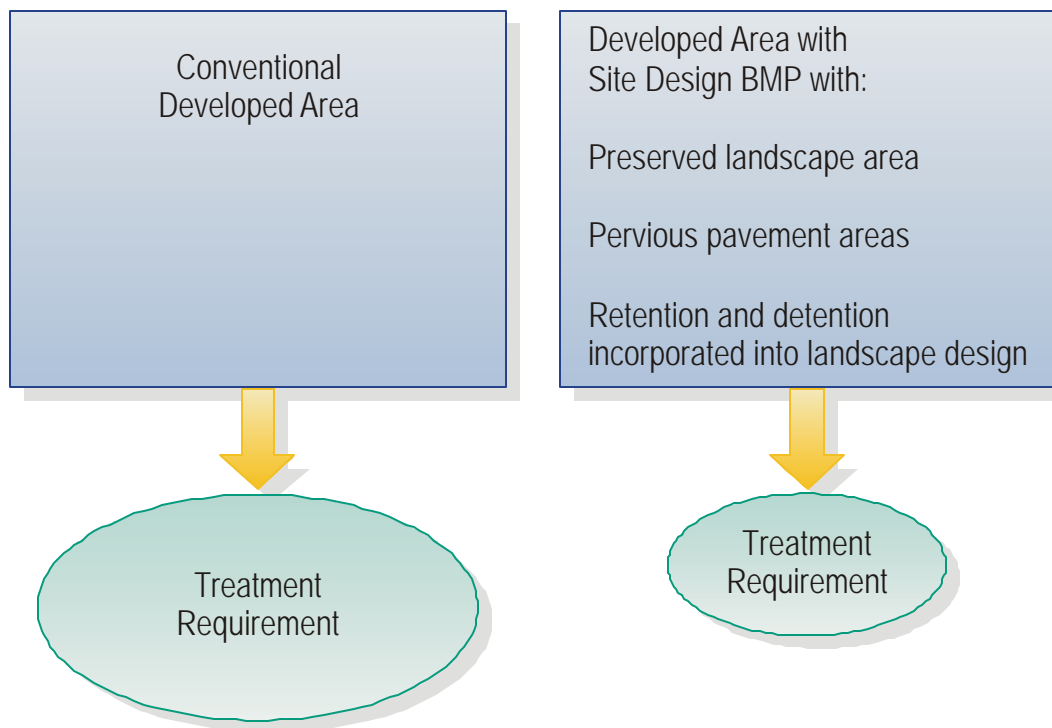 Conventional
Developed Area
Developed Area with
Site Design BMP with:
Preserved landscape area
Pervious pavement areas
Retention and detention
incorporated into landscape design
Treatment
Requirement
Treatment
Requirement